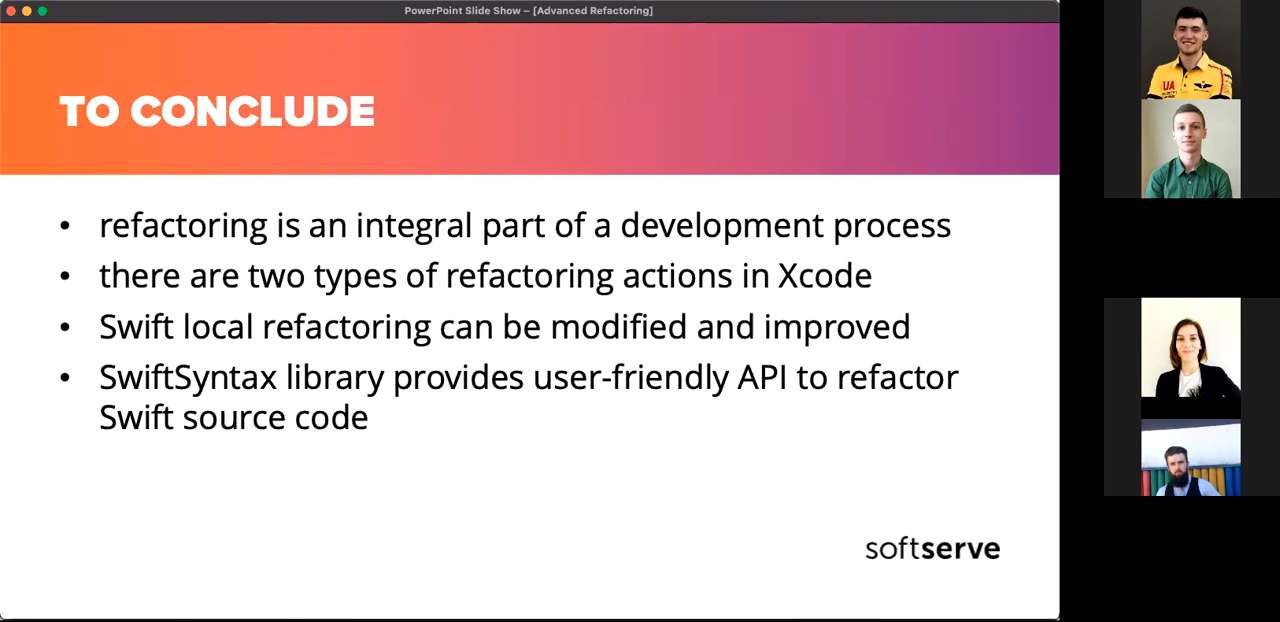 PowerPoint Slide Show – [Advanced Refactoring]
TO CONCLUDE
• refactoring is an integral part of a development process
• there are two types of refactoring actions in Xcode
• Swift local refactoring can be modified and improved
• SwiftSyntax library provides user-friendly API to refactor
Swift source code
softserve
UA